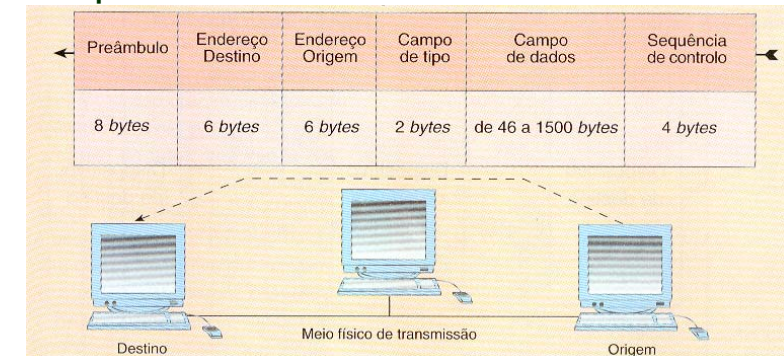 Preâmbulo
Endereço
Destino
Endereço
Origem
Campo
de tipo
Campo
de dados
Sequência
de controlo
8 bytes
6 bytes
6 bytes
2 bytes
de 46 a 1500 bytes
4 bytes
Meio físico de transmissão
Destino
Origem